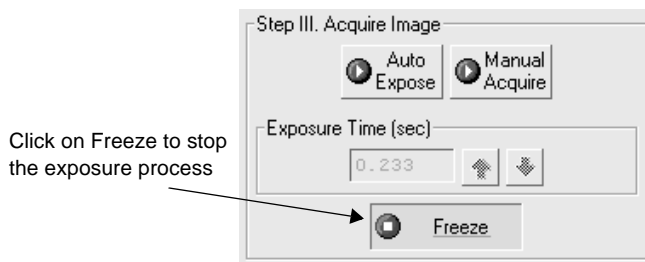 Step III. Acquire Image
Auto
Expose
Manual
Acquire
Click on Freeze to stop
the exposure process
Exposure Time (sec)
0.233
Freeze